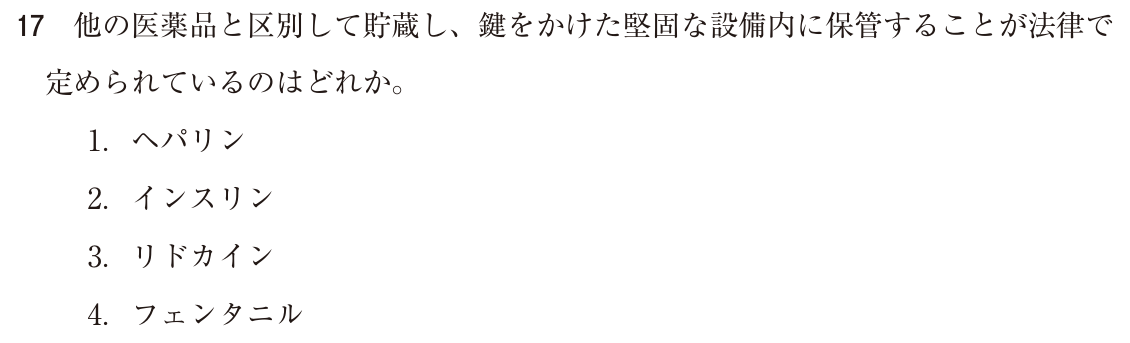 17 他の医薬品と区別して貯蔵し、鍵をかけた堅固な設備内に保管することが法律で
定められているのはどれか。
1. ヘパリン
2. インスリン
3. リドカイン
4. フェンタニル